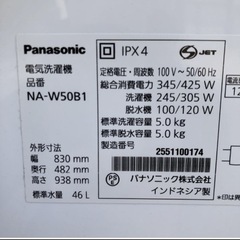 Panasonic
電気洗濯機
品番
NA-W50B1
外形寸法
幅 830 mm
奥行 482 mm
高さ 938 mm
標準水量 46 L
IPX4
JET
定格電圧・周波数 100 V~50/60 Hz
総合消費電力 345/425 W
洗濯機 245/305 W
脱水機 100/120 W
標準洗濯容量 5.0 kg
標準脱水容量 5.0 kg
製造番号
2551100174
パナソニック株式会社
インドネシア製
電流
12